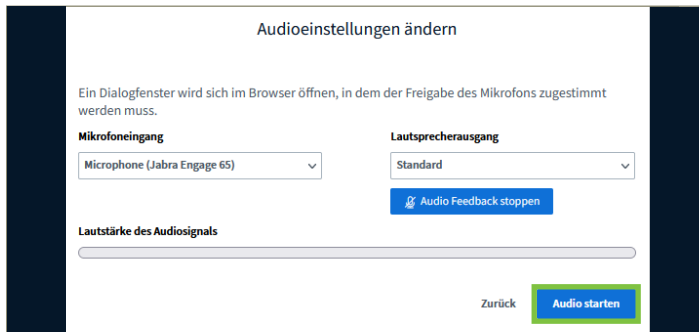 Audioeinstellungen ändern
Ein Dialogfenster wird sich im Browser öffnen, in dem der Freigabe des Mikrofons zugestimmt
werden muss.
Mikrofoneingang
Lautsprecherausgang
Microphone (Jabra Engage 65)
Standard
Audio Feedback stoppen
Lautstärke des Audiosignals
Zurück
Audio starten